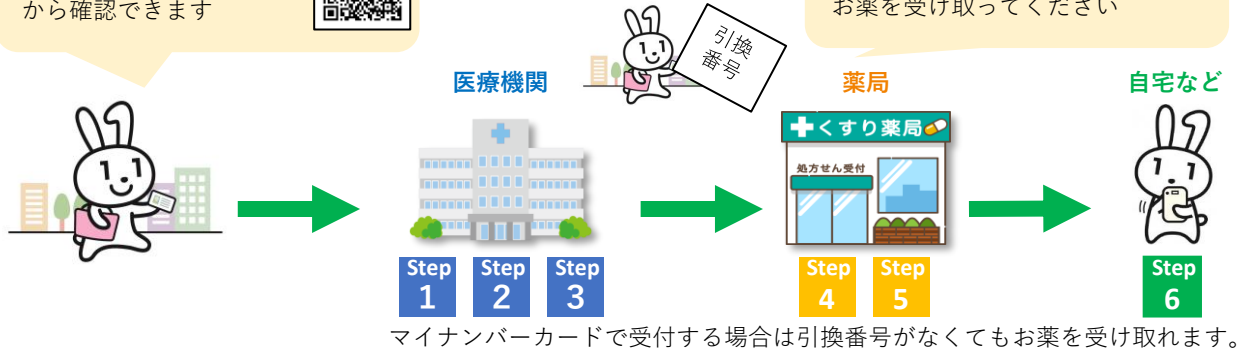 から確認できます
お薬を受け取ってください
引換
番号
医療機関
薬局
自宅など
くすり薬局
処方せん受付
Step
1
Step
2
Step
3
Step
4
Step
5
Step
6
マイナンバーカードで受付する場合は引換番号がなくてもお薬を受け取れます。